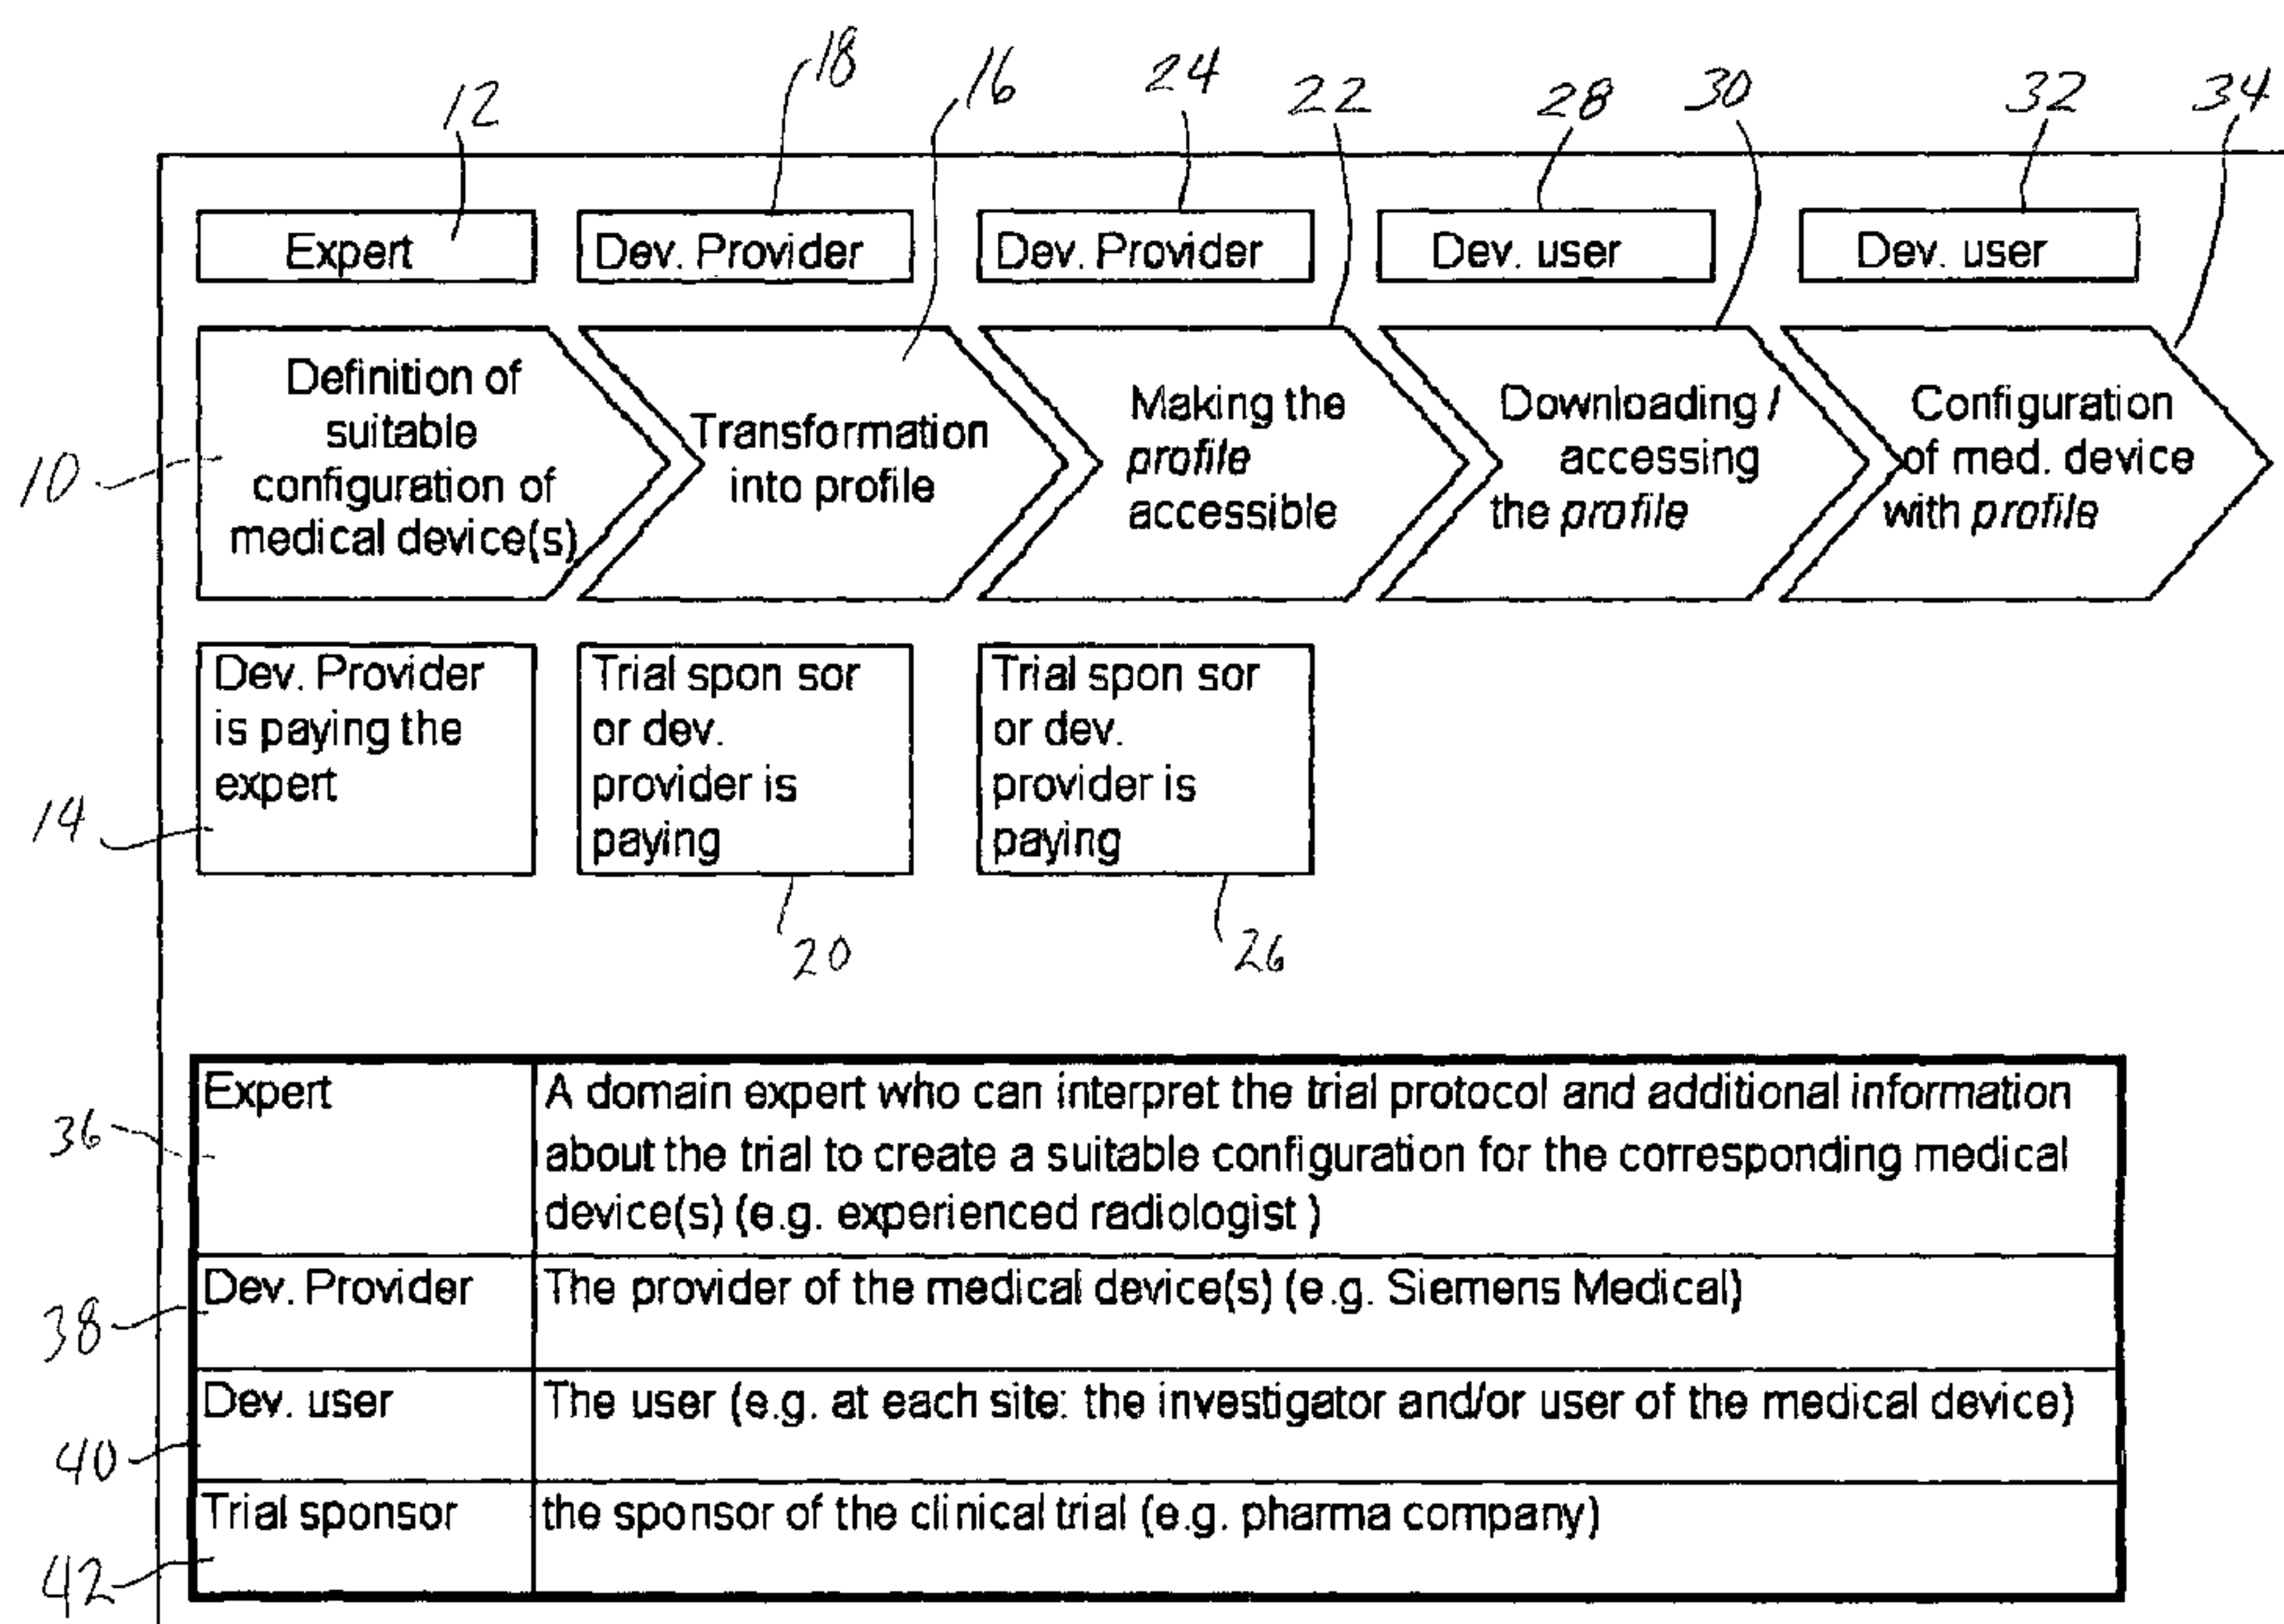 12
18
16
24
22
28
30
32
34
Expert
Dev. Provider
Dev. Provider
Dev. user
Dev. user
10
Definition of
suitable
configuration of
medical device(s)
Transformation
into profile
Making the
profile
accessible
Downloading /
accessing
the profile
Configuration
of med. device
with profile
14
Dev. Provider
is paying the
expert
Trial spon sor
or dev.
provider is
paying
20
Trial spon sor
or dev.
provider is
paying
26
36
Expert
A domain expert who can interpret the trial protocol and additional information
about the trial to create a suitable configuration for the corresponding medical
device(s) (e.g. experienced radiologist )
38
Dev. Provider
The provider of the medical device(s) (e.g. Siemens Medical)
40
Dev. user
The user (e.g. at each site: the investigator and/or user of the medical device)
42
Trial sponsor
the sponsor of the clinical trial (e.g. pharma company)